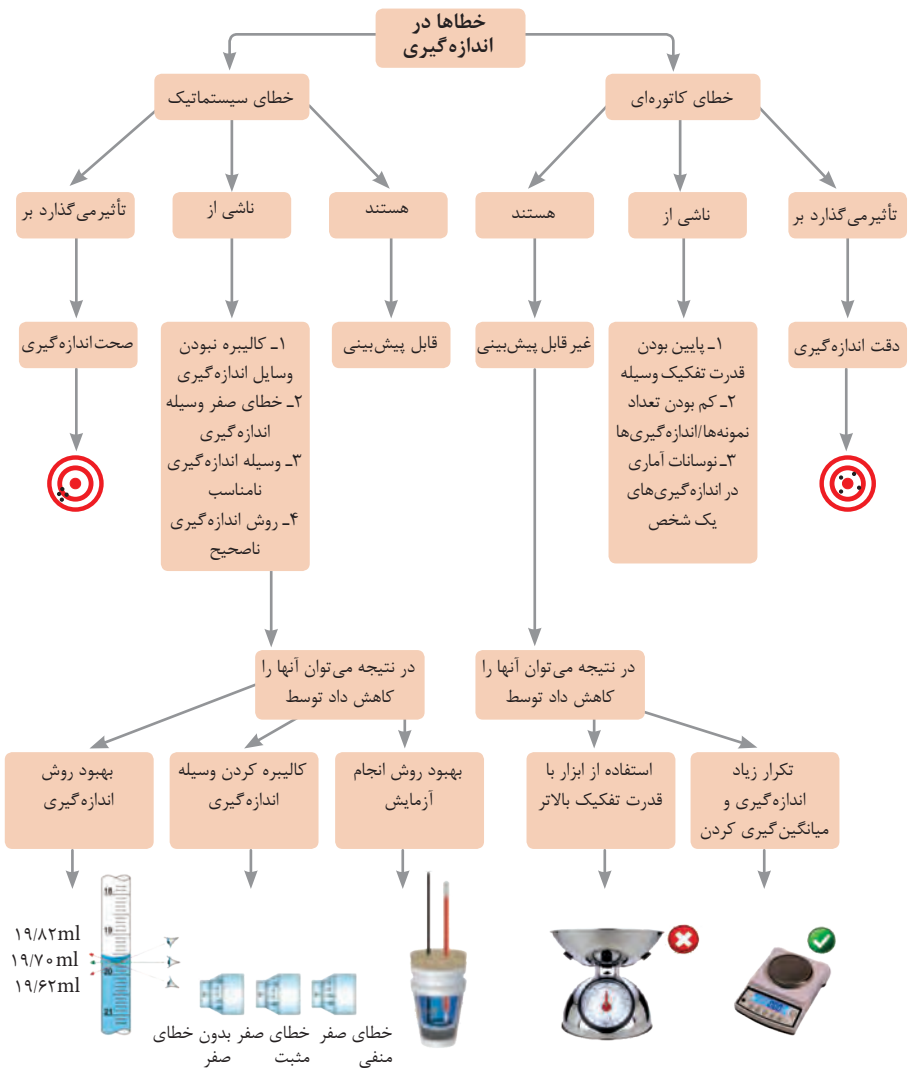 خطاها در
اندازه‌گیری
خطای کاتوره‌ای
خطای سیستماتیک
تأثیرمی‌گذارد بر
ناشی از
هستند
هستند
ناشی از
تأثیرمی‌گذارد بر
دقت اندازه‌گیری
۱ـ پایین بودن
قدرت تفکیک وسیله
۲ـ کم بودن تعداد
نمونه‌ها/اندازه‌گیری‌ها
۳ـ نوسانات آماری
در اندازه‌گیری‌های
یک شخص
غیرقابل پیش‌بینی
قابل پیش‌بینی
۱ـ کالیبره نبودن
وسایل اندازه‌گیری
۲ـ خطای صفر وسیله
اندازه‌گیری
۳ـ وسیله اندازه‌گیری
نامناسب
۴ـ روش اندازه‌گیری
ناصحیح
صحت‌اندازه‌گیری
در نتیجه می‌توان آنها را
کاهش داد توسط
در نتیجه می‌توان آنها را
کاهش داد توسط
تکرار زیاد
اندازه‌گیری و
میانگین‌گیری کردن
استفاده از ابزار با
قدرت تفکیک بالاتر
بهبود روش انجام
آزمایش
کالیبره کردن وسیله
اندازه‌گیری
بهبود روش
اندازه‌گیری
18
19
20
21
۱۹/۸۲ml
۱۹/۷۰ml
۱۹/۶۲ml
خطای صفر
منفی
خطای صفر
مثبت
بدون خطای
صفر